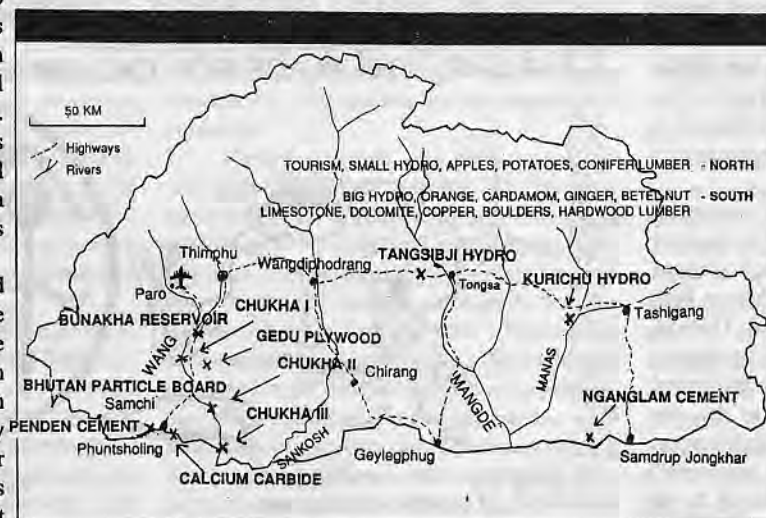 50 KM
Highways
Rivers
TOURISM, SMALL HYDRO, APPLES, POTATOES, CONIFER LUMBER - NORTH
BIG HYDRO, ORANGE, CARDAMOM, GINGER, BETEL NUT - SOUTH
LIMESOTONE, DOLOMITE, COPPER, BOULDERS, HARDWOOD LUMBER
Thimphu
Wangdiphodrang
TANGSIBJI HYDRO
Tongsa
KURICHU HYDRO
Paro
Tashigang
BUNAKHA RESERVOIR
CHUKHA I
WANG
GEDU PLYWOOD
CHUKHA II
MANAS
BHUTAN PARTICLE BOARD
Chirang
MANGDE
NGANGLAM CEMENT
Samchi
CHUKHA III
PENDEN CEMENT
SANKOSH
Phuntsholing
Geylegphug
Samdrup Jongkhar
CALCIUM CARBIDE